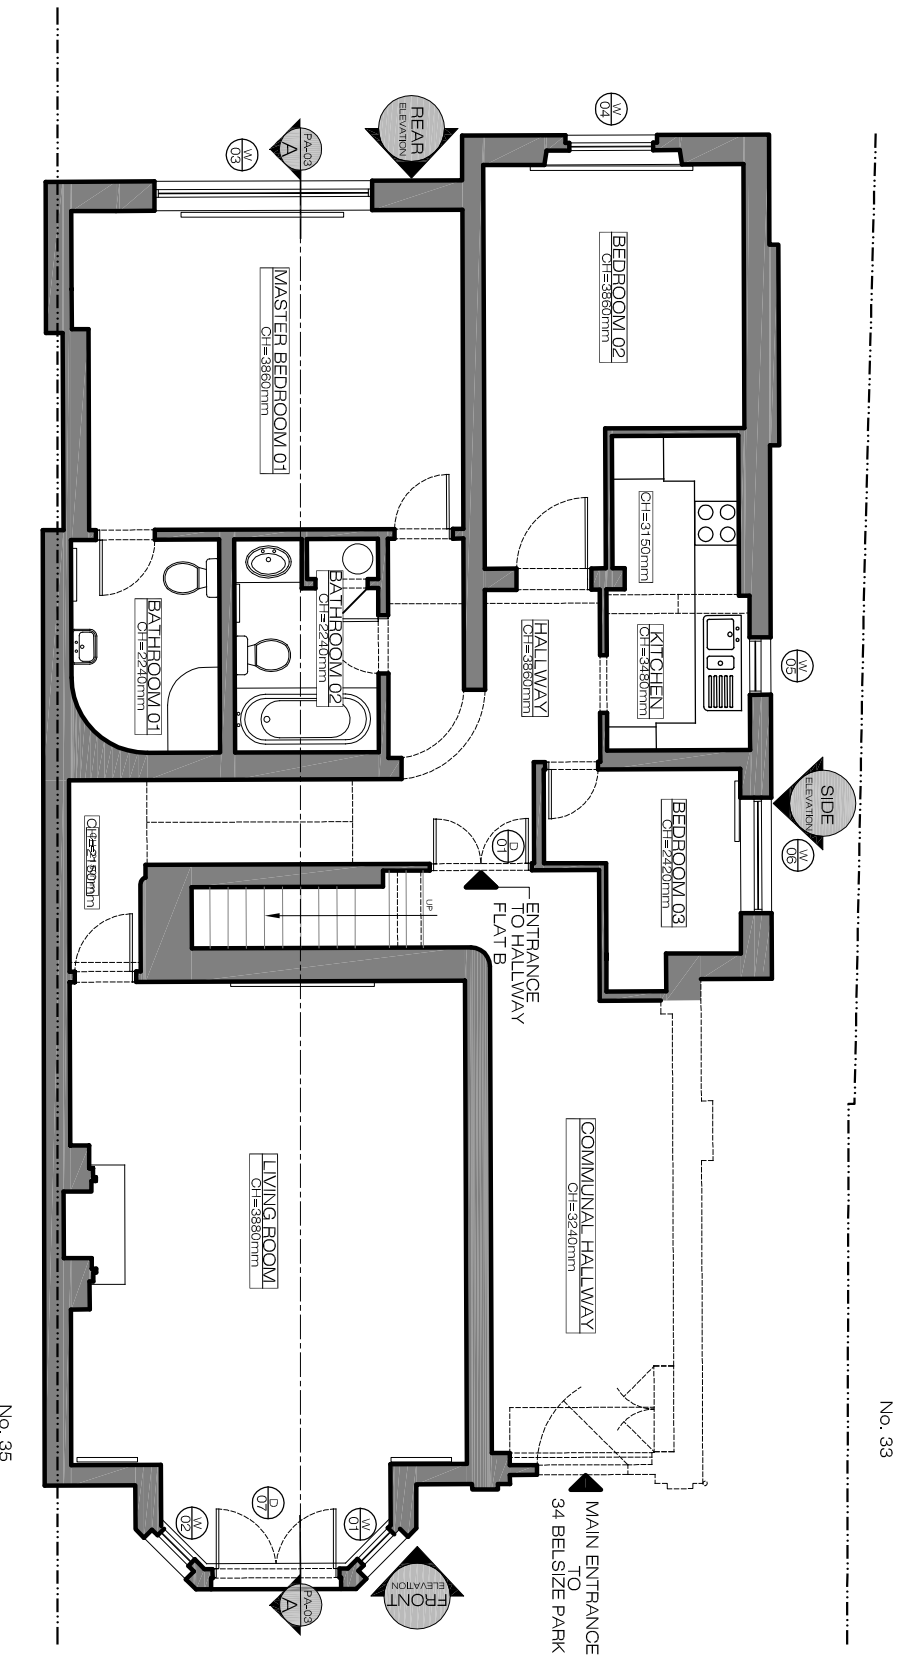 W
04
REAR
ELEVATION
PA-03
A
W
03
BEDROOM 02
CH=3860mm
MASTER BEDROOM 01
CH=3860mm
CH=3150mm
KITCHEN
CH=3480mm
HALLWAY
CH=3860mm
BATHROOM 02
CH=2240mm
BATHROOM 01
CH=2240mm
W
05
SIDE
ELEVATION
W
06
BEDROOM 03
CH=2420mm
D
01
ENTRANCE
TO HALLWAY
FLAT B
UP
COMMUNAL HALLWAY
CH=3240mm
LIVING ROOM
CH=3880mm
No. 33
No. 35
MAIN ENTRANCE
TO
34 BELSIZE PARK
W
01
D
07
W
02
FRONT
ELEVATION
PA-03
A